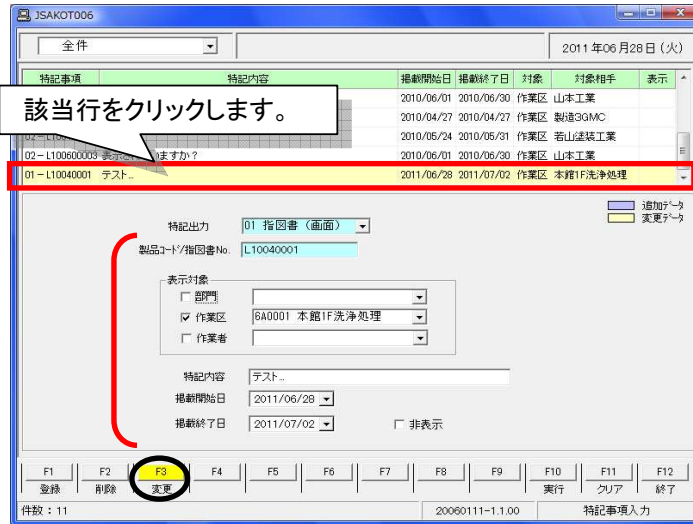 JSAKOT006
全件
2011年06月28日(火)
特記事項 特記内容 掲載開始日 掲載終了日 対象 対象相手 表示
2010/06/01 2010/06/30 作業区 山本工業
該当行をクリックします。
2010/04/27 2010/04/27 作業区 製造3GMC
2010/05/24 2010/05/31 作業区 若山塗装工業
02-L100600003 ますか? 2010/06/01 2010/06/30 作業区 山本工業
01-L10040001 テスト.. 2011/06/28 2011/07/02 作業区 本館1F洗浄処理
追加データ
変更データ
特記出力 01 指図書(画面)
製品コード/指図書No. L10040001
表示対象
部門
作業区 6A0001 本館1F洗浄処理
作業者
特記内容 テスト..
掲載開始日 2011/06/28
掲載終了日 2011/07/02 非表示
F1 F2 F3 F4 F5 F6 F7 F8 F9 F10 F11 F12
登録 削除 変更 実行 クリア 終了
件数:11 20060111-1.1.00 特記事項入力